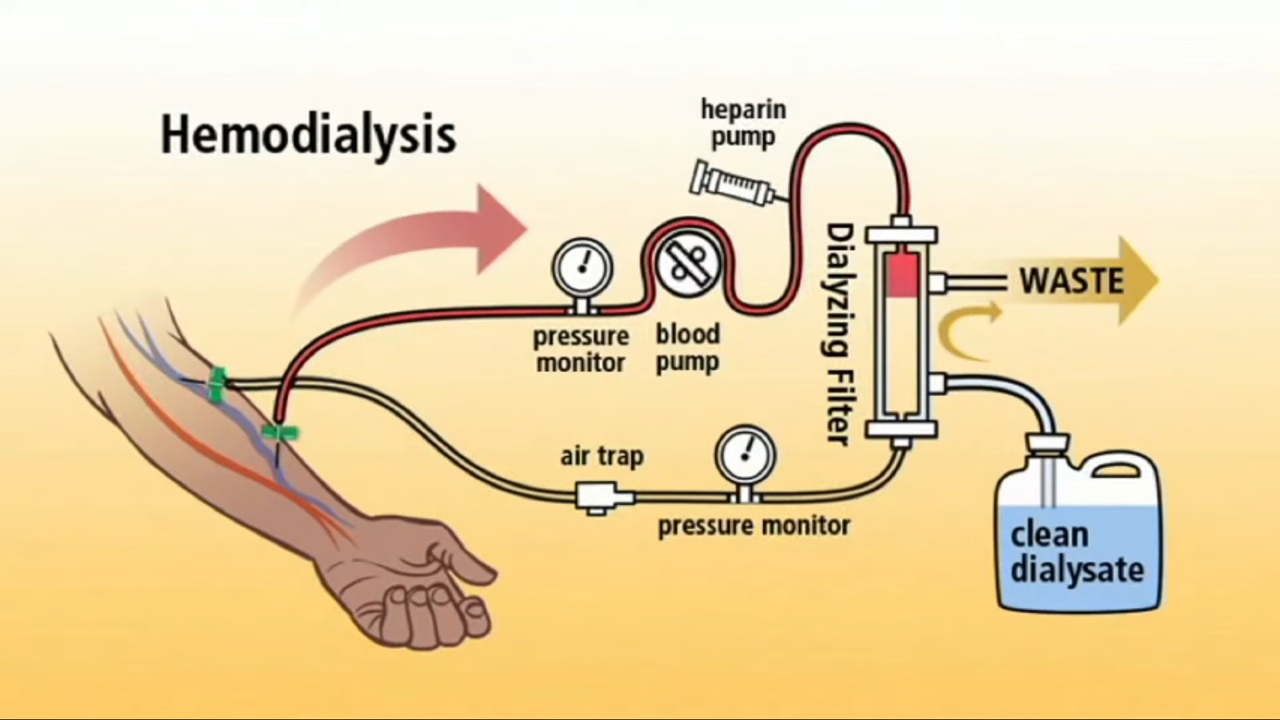 Hemodialysis
heparin
pump
pressure
monitor
blood
pump
Dialyzing Filter
WASTE
air trap
pressure monitor
clean
dialysate